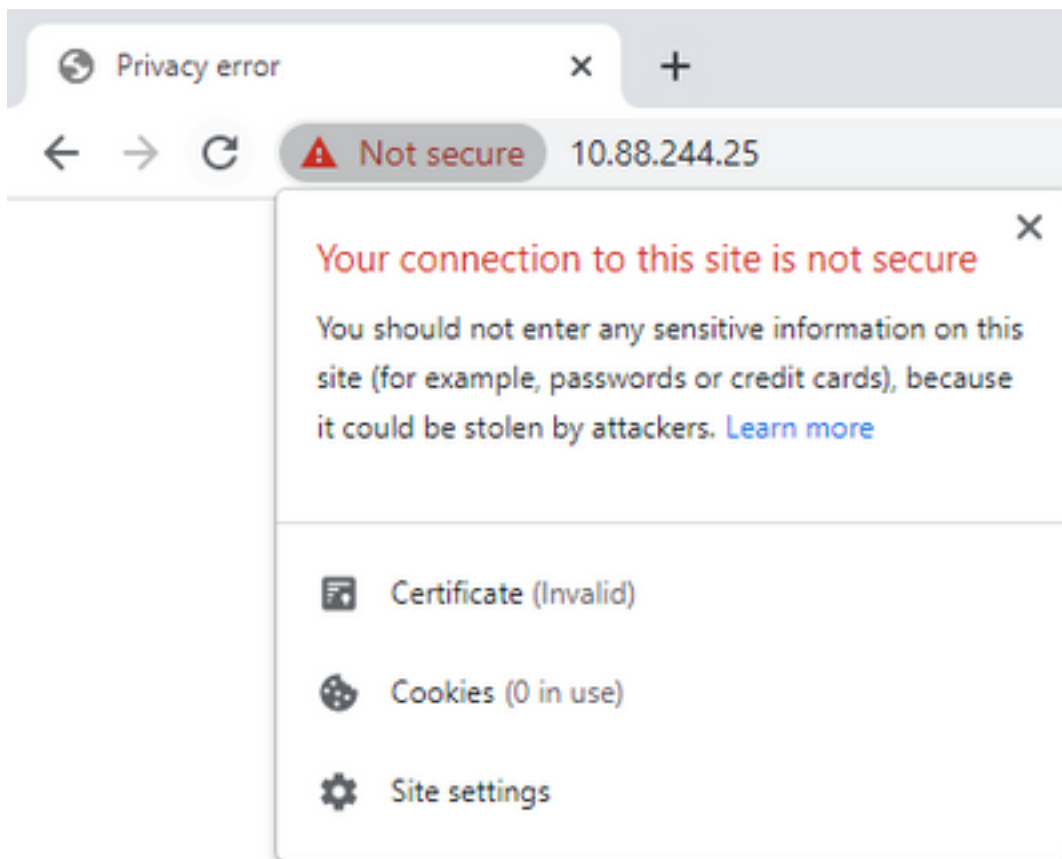 Privacy error
Not secure 10.88.244.25
Your connection to this site is not secure
You should not enter any sensitive information on this
site (for example, passwords or credit cards), because
it could be stolen by attackers. Learn more
Certificate (Invalid)
Cookies (0 in use)
Site settings